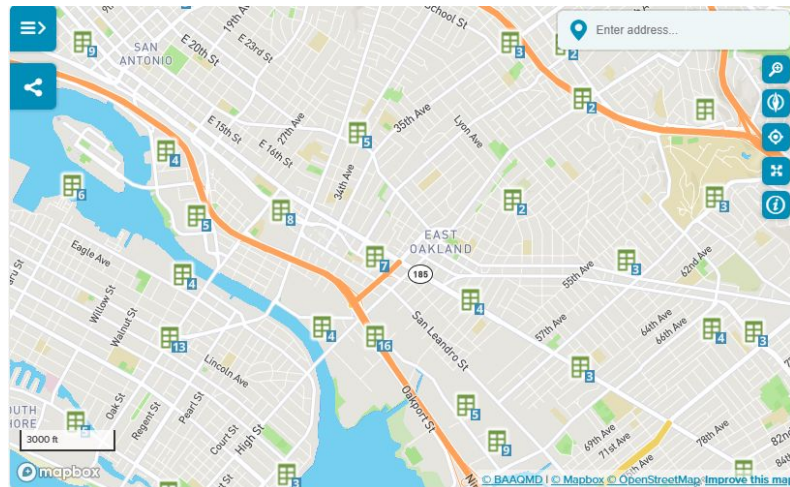 Enter address...
9
SAN
ANTONIO
E 20th St
E 23rd St
19th Ave
School St
3
2
2
27th Ave
E 15th St
E 16th St
35th Ave
Lyon Ave
34th Ave
5
4
6
5
8
2
3
EAST
OAKLAND
7
185
3
62nd Ave
55th Ave
Eagle Ave
Willow St
Walnut St
4
4
4
13
16
San Leandro St
57th Ave
64th Ave
66th Ave
4
3
Lincoln Ave
3
Oakport St
Oak St
Regent St
Pearl St
Court St
High St
5
9
69th Ave
71st Ave
78th Ave
82nd
84th
OUTH
HORE
3000 ft
3
mapbox
© BAAQMD | © Mapbox © OpenStreetMap Improve this map